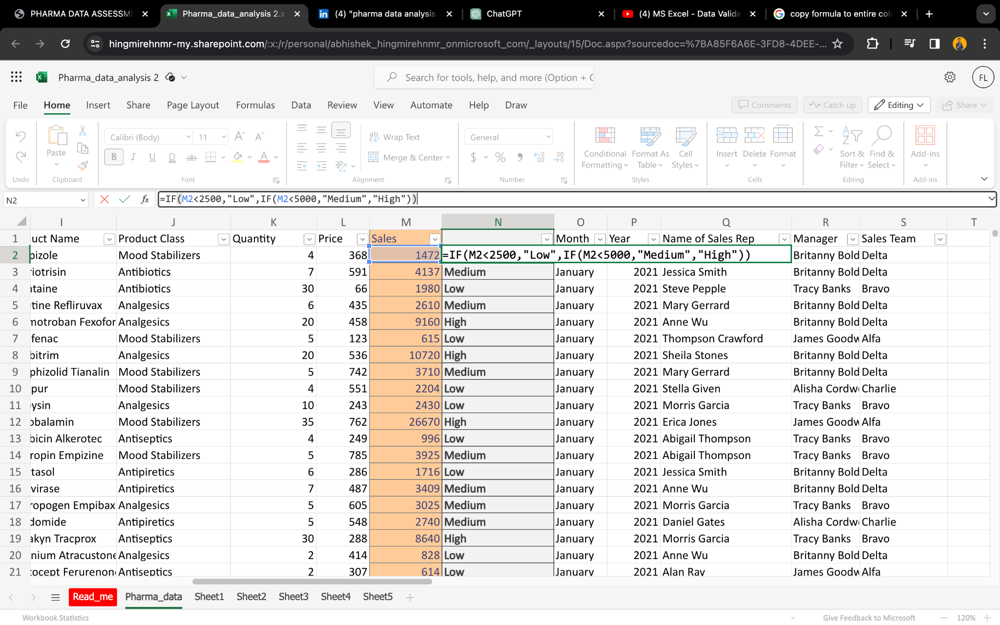 PHARMA DATA ASSESSME
Pharma_data_analysis 2.x
(4) "pharma data analysis
ChatGPT
(4) MS Excel - Data Valida
copy formula to entire col
hingmirehnmr-my.sharepoint.com/:x:/r/personal/abhishek_hingmirehnmr_onmicrosoft_com/_layouts/15/Doc.aspx?sourcedoc=%7BA85F6A6E-3FD8-4DEE-...
Pharma_data_analysis 2
Search for tools, help, and more (Option +
FL
File Home Insert Share Page Layout Formulas Data Review View Automate Help Draw
Comments Catch up Editing Share
Calibri (Body) 11 Wrap Text General
Paste B I U D ab Merge & Center $ % 9
Conditional Formatting Format As Table Cell Styles
Insert Delete Format Sort & Filter Find & Select Add-ins
Undo Clipboard Font Alignment Number Styles Cells Editing Add-ins
N2 fx =IF(M2<2500,"Low",IF(M2<5000,"Medium","High"))
I J K L M N O P Q R S T
1 uct Name Product Class Quantity Price Sales Month Year Name of Sales Rep Manager Sales Team
2 bizole Mood Stabilizers 4 368 1472 =IF(M2<2500,"Low",IF(M2<5000,"Medium","High")) Britanny Bold Delta
3 riotrisin Antibiotics 7 591 4137 Medium January 2021 Jessica Smith Britanny Bold Delta
4 ntaine Antibiotics 30 66 1980 Low January 2021 Steve Pepple Tracy Banks Bravo
5 tine Refliruvax Analgesics 6 435 2610 Medium January 2021 Mary Gerrard Britanny Bold Delta
6 motroban Fexofor Analgesics 20 458 9160 High January 2021 Anne Wu Britanny Bold Delta
7 fenac Mood Stabilizers 5 123 615 Low January 2021 Thompson Crawford James Goodw Alfa
8 bitrim Analgesics 20 536 10720 High January 2021 Sheila Stones Britanny Bold Delta
9 phizolid Tianalin Mood Stabilizers 5 742 3710 Medium January 2021 Mary Gerrard Britanny Bold Delta
10 pur Mood Stabilizers 4 551 2204 Low January 2021 Stella Given Alisha Cordw Charlie
11 ysin Analgesics 10 243 2430 Low January 2021 Morris Garcia Tracy Banks Bravo
12 obalamin Mood Stabilizers 35 762 26670 High January 2021 Erica Jones James Goodw Alfa
13 bicin Alkerotec Antiseptics 4 249 996 Low January 2021 Abigail Thompson Tracy Banks Bravo
14 ropin Empizine Mood Stabilizers 5 785 3925 Medium January 2021 Abigail Thompson Tracy Banks Bravo
15 tasol Antipiretics 6 286 1716 Low January 2021 Jessica Smith Britanny Bold Delta
16 virase Antipiretics 7 487 3409 Medium January 2021 Anne Wu Britanny Bold Delta
17 ropogen Empibax Analgesics 5 605 3025 Medium January 2021 Morris Garcia Tracy Banks Bravo
18 domide Antipiretics 5 548 2740 Medium January 2021 Daniel Gates Alisha Cordw Charlie
19 akyn Tracprox Antiseptics 30 288 8640 High January 2021 Morris Garcia Tracy Banks Bravo
20 nium Atracustone Analgesics 2 414 828 Low January 2021 Anne Wu Britanny Bold Delta
21 tocept Ferurenon Antiseptics 2 307 614 Low January 2021 Alan Ray James Goodw Alfa
Read_me Pharma_data Sheet1 Sheet2 Sheet3 Sheet4 Sheet5
Workbook Statistics Give Feedback to Microsoft 120%